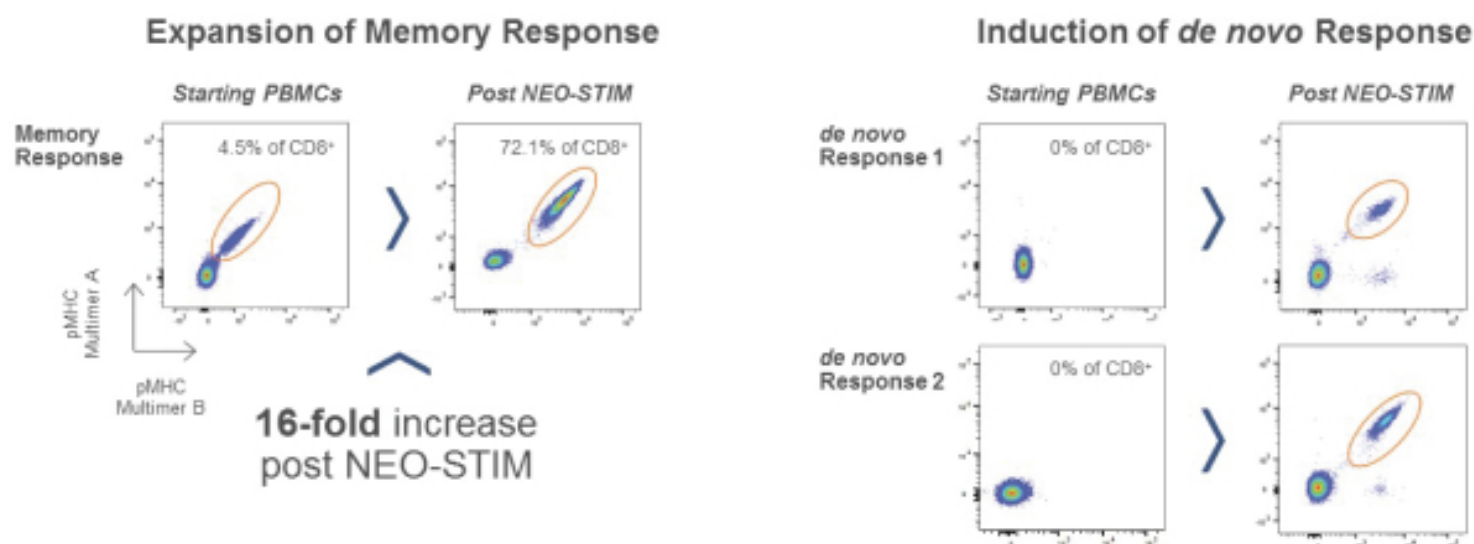 Expansion of Memory Response
Starting PBMCs
Post NEO-STIM
Memory
Response
4.5% of CD8+
72.1% of CD8+
pMHC
Multimer A
pMHC
Multimer B
16-fold increase
post NEO-STIM
Induction of de novo Response
Starting PBMCs
Post NEO-STIM
de novo
Response 1
0% of CD8+
de novo
Response 2
0% of CD8+